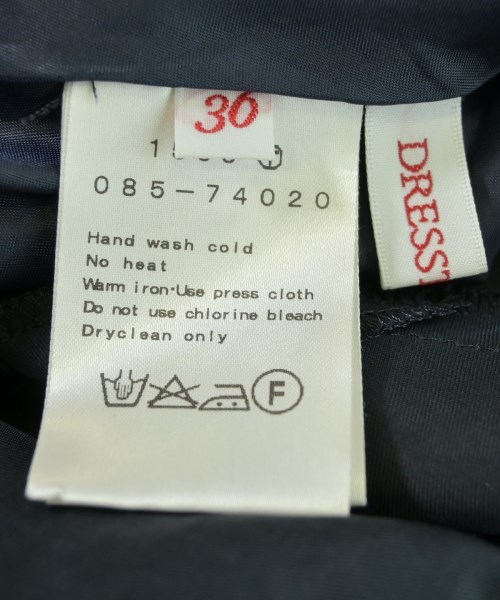 36
085-74020
Hand wash cold
No heat
Warm iron·Use press cloth
Do not use chlorine bleach
Dryclean only
F
DRESS